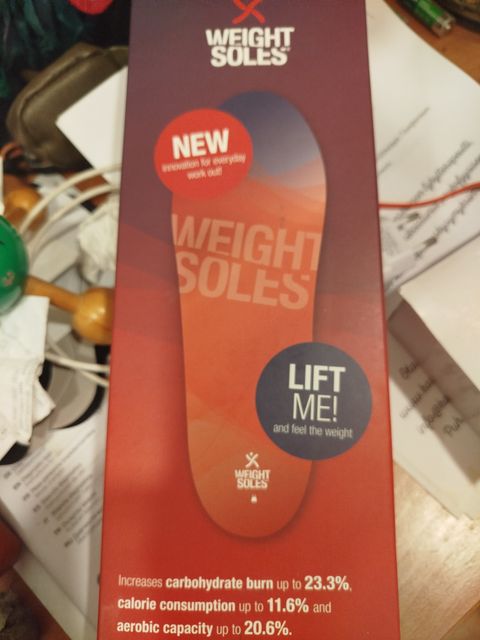 WEIGHT
SOLES
NEW
innovation for everyday
work out!
WEIGHT
SOLES
LIFT
ME!
and feel the weight
WEIGHT
SOLES
Increases carbohydrate burn up to 23.3%,
calorie consumption up to 11.6% and
aerobic capacity up to 20.6%.